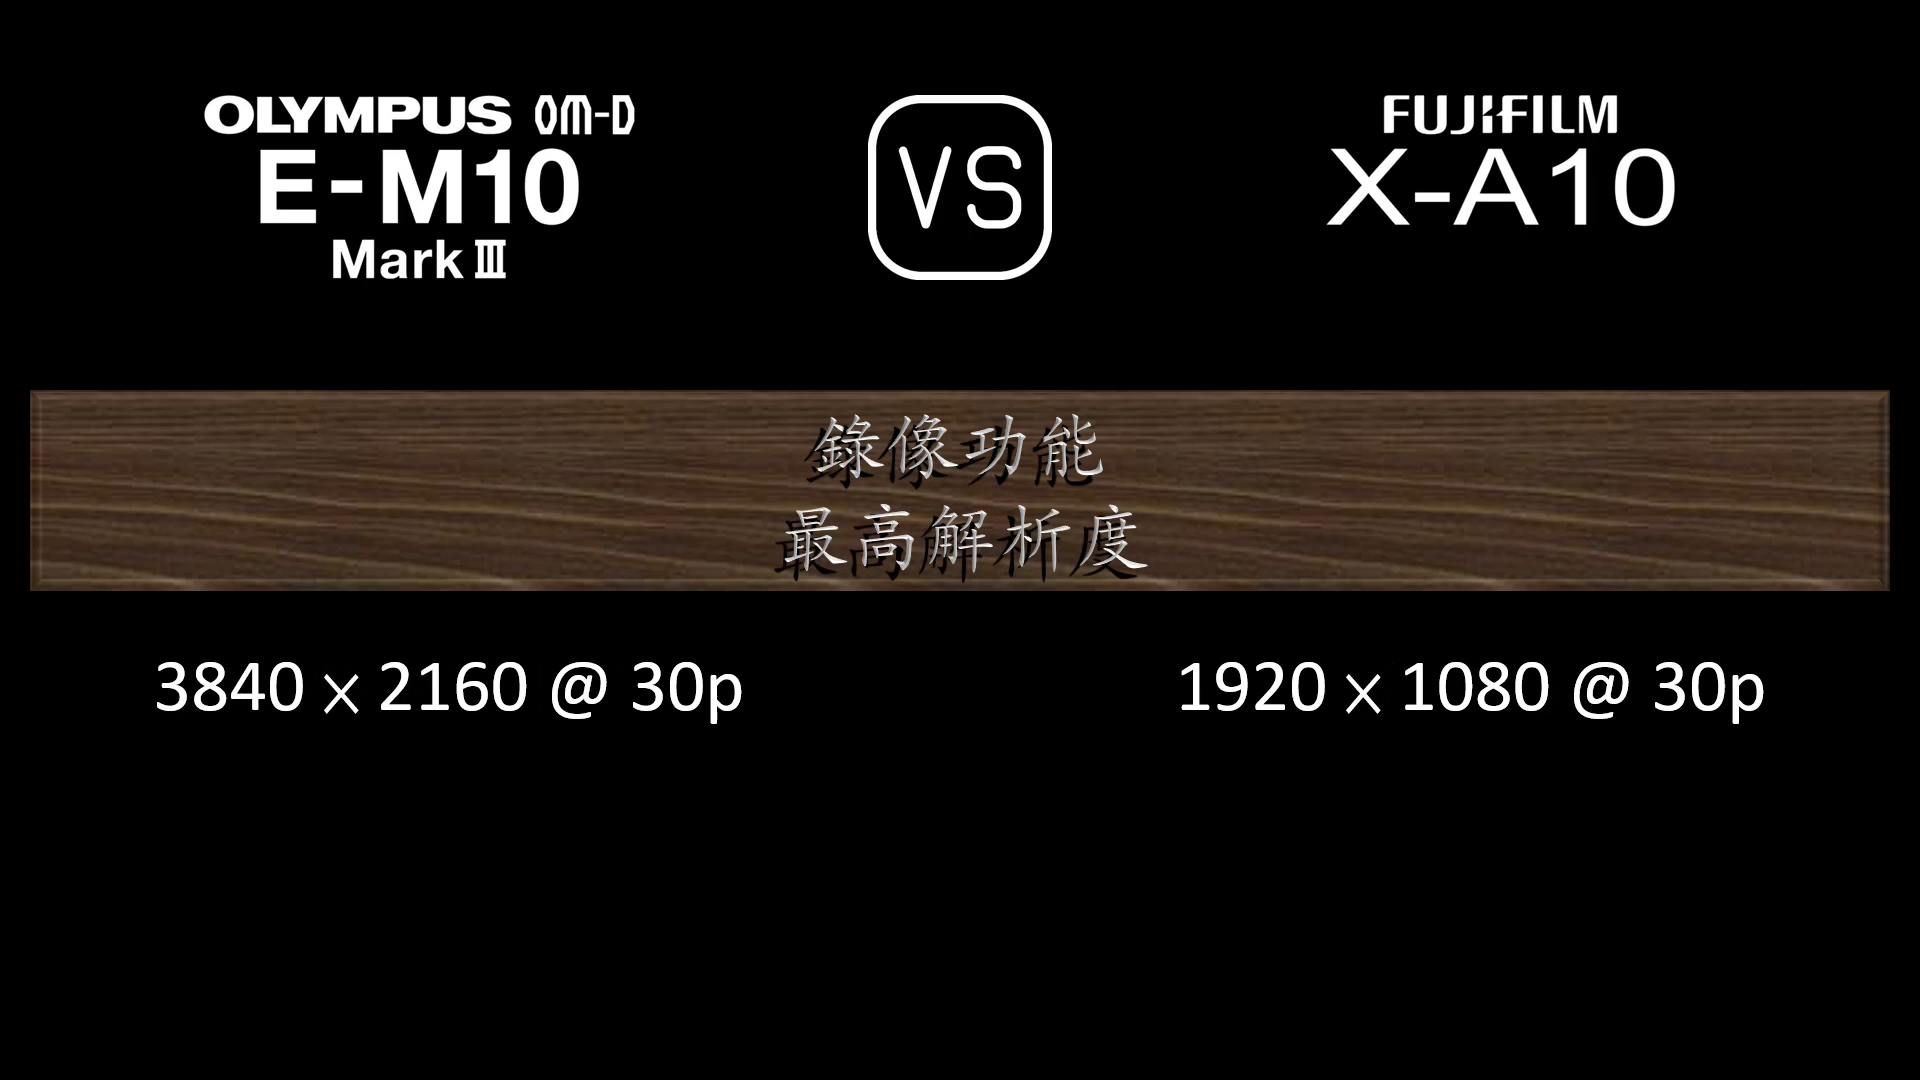 OLYMPUS OM-D
E-M10
Mark III
VS
FUJIFILM
X-A10
錄像功能
最高解析度
3840 x 2160 @ 30p
1920 x 1080 @ 30p